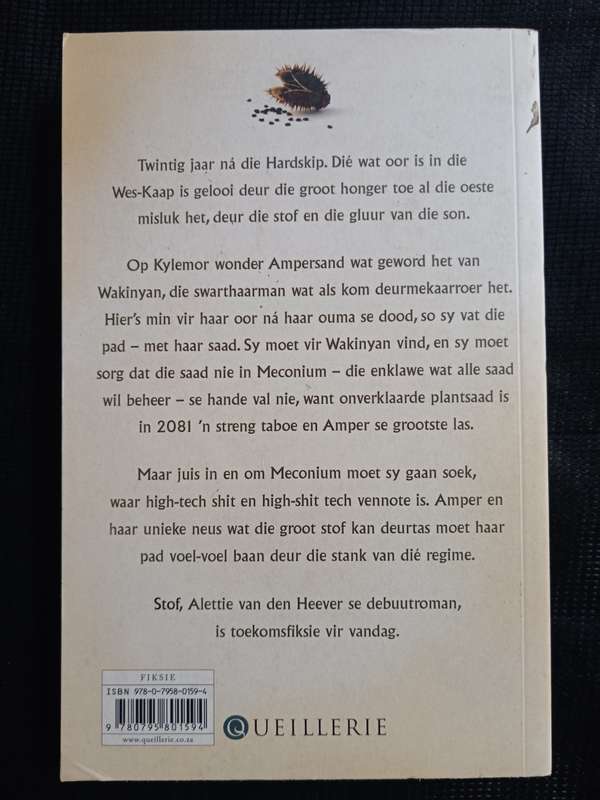 Twintig jaar ná die Hardskip. Dié wat oor is in die
Wes-Kaap is gelooi deur die groot honger toe al die oeste
misluk het, deur die stof en die gluur van die son.
Op Kylemor wonder Ampersand wat geword het van
Wakinyan, die swarthaarman wat als kom deurmekaarroer het.
Hier's min vir haar oor ná haar ouma se dood, so sy vat die
pad – met haar saad. Sy moet vir Wakinyan vind, en sy moet
sorg dat die saad nie in Meconium – die enklawe wat alle saad
wil beheer – se hande val nie, want onverklaarde plantsaad is
in 2081 'n streng taboe en Amper se grootste las.
Maar juis in en om Meconium moet sy gaan soek,
waar high-tech shit en high-shit tech vennote is. Amper en
haar unieke neus wat die groot stof kan deurtas moet haar
pad voel-voel baan deur die stank van dié regime.
Stof, Alettie van den Heever se debuutroman,
is toekomsfiksie vir vandag.
FIKSIE
ISBN 978-0-7958-0159-4
9 780795 801594
www.queillerie.co.za
QUEILLERIE